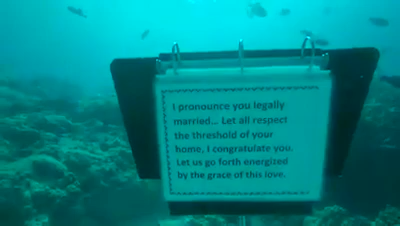 I pronounce you legally
married... Let all respect
the threshold of your
home, I congratulate you.
Let us go forth energized
by the grace of this love.